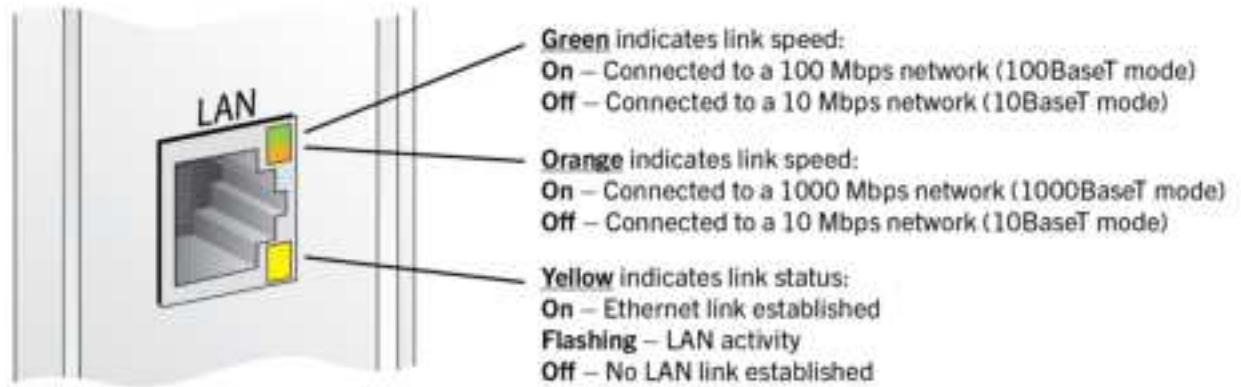 LAN
Green indicates link speed:
On – Connected to a 100 Mbps network (100BaseT mode)
Off – Connected to a 10 Mbps network (10BaseT mode)
Orange indicates link speed:
On – Connected to a 1000 Mbps network (1000BaseT mode)
Off – Connected to a 10 Mbps network (10BaseT mode)
Yellow indicates link status:
On – Ethernet link established
Flashing – LAN activity
Off – No LAN link established